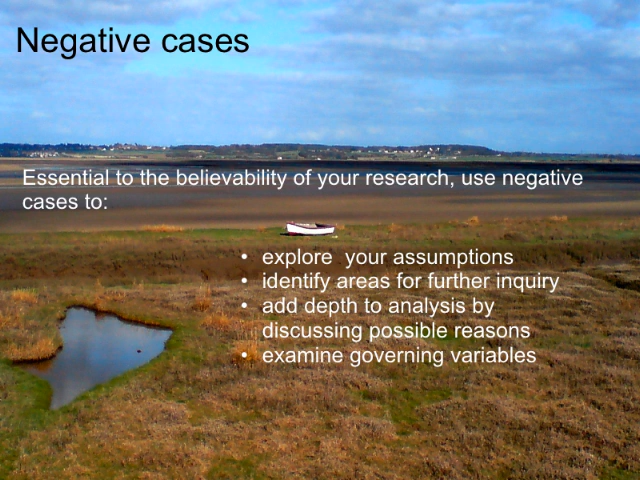 Negative cases
Essential to the believability of your research, use negative
cases to:
• explore  your assumptions
• identify areas for further inquiry
• add depth to analysis by
discussing possible reasons
• examine governing variables